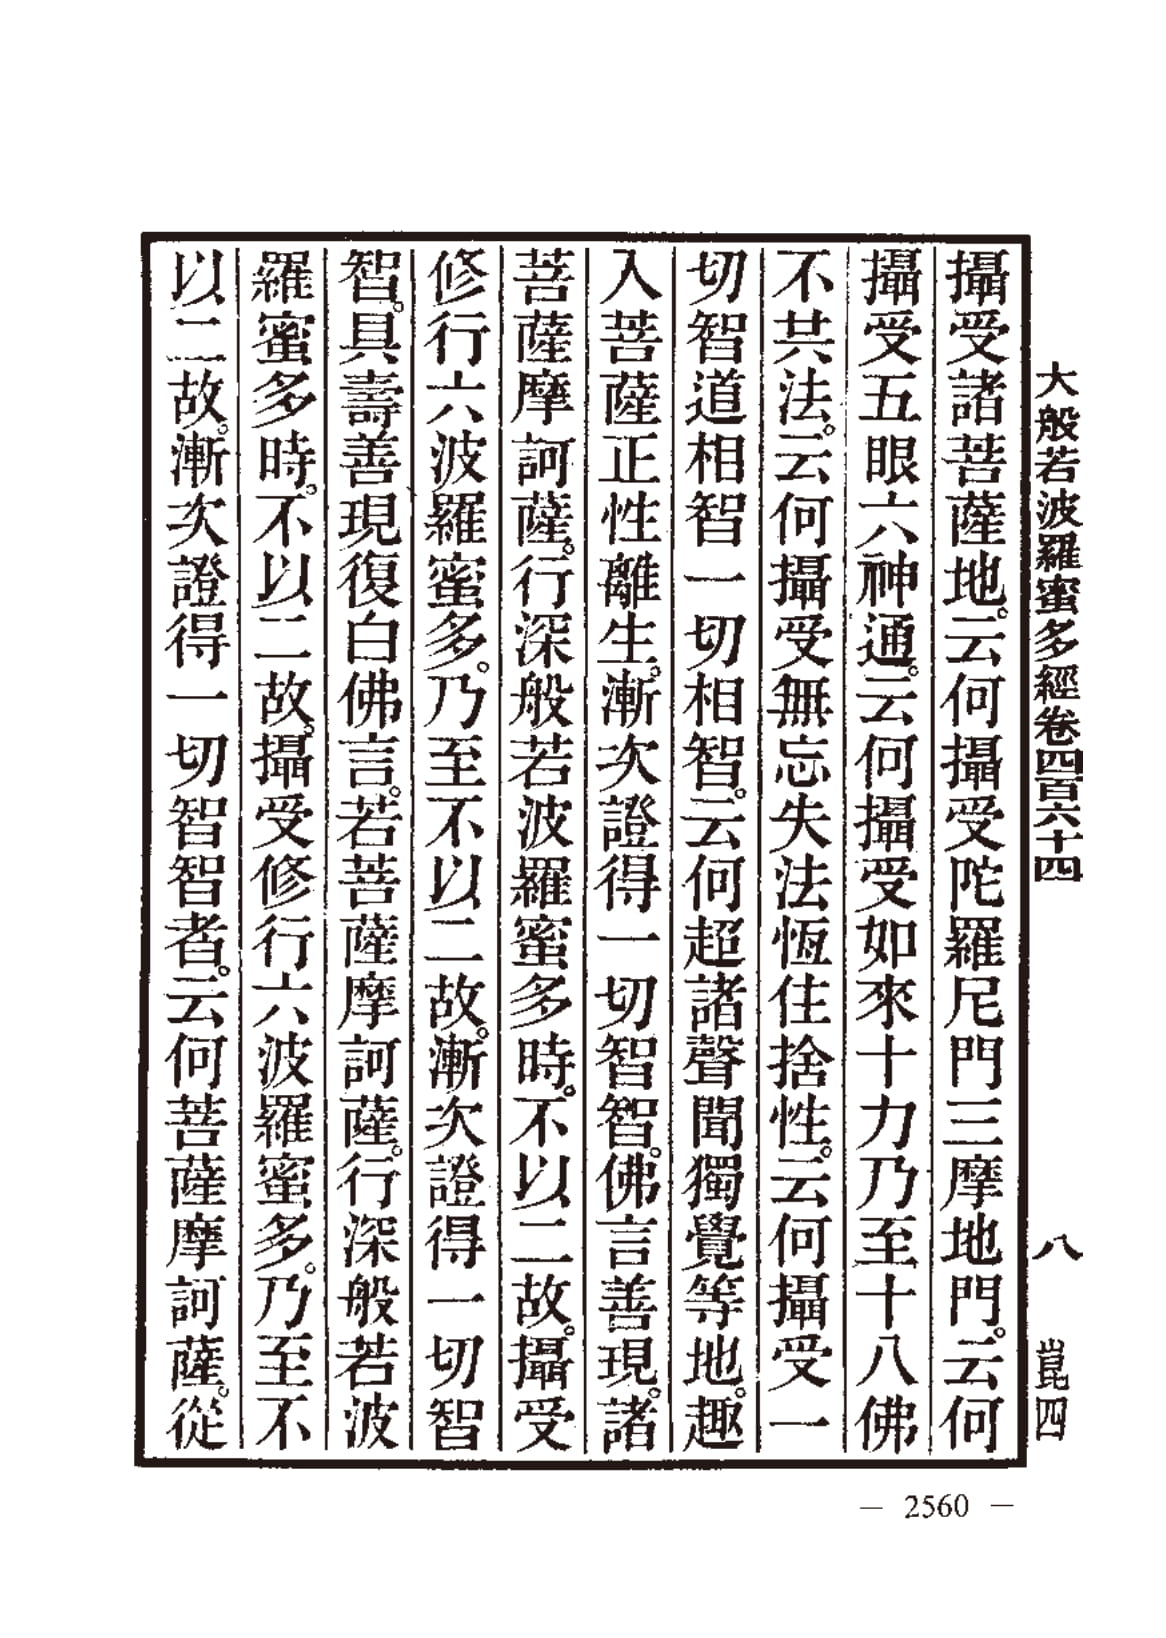 大般若波羅蜜多經卷四百六十四 八 崑四
攝受諸菩薩地。云何攝受陀羅尼門三摩地門。云何
攝受五眼六神通。云何攝受如來十力乃至十八佛
不共法。云何攝受無忘失法恆住捨性。云何攝受一
切智道相智一切相智。云何超諸聲聞獨覺等地。趣
入菩薩正性離生。漸次證得一切智智。佛言善現。諸
菩薩摩訶薩。行深般若波羅蜜多時。不以二故。攝受
修行六波羅蜜多。乃至不以二故。漸次證得一切智
智。具壽善現復白佛言。若菩薩摩訶薩。行深般若波
羅蜜多時。不以二故。攝受修行六波羅蜜多。乃至不
以二故。漸次證得一切智智者。云何菩薩摩訶薩。從
— 2560 —